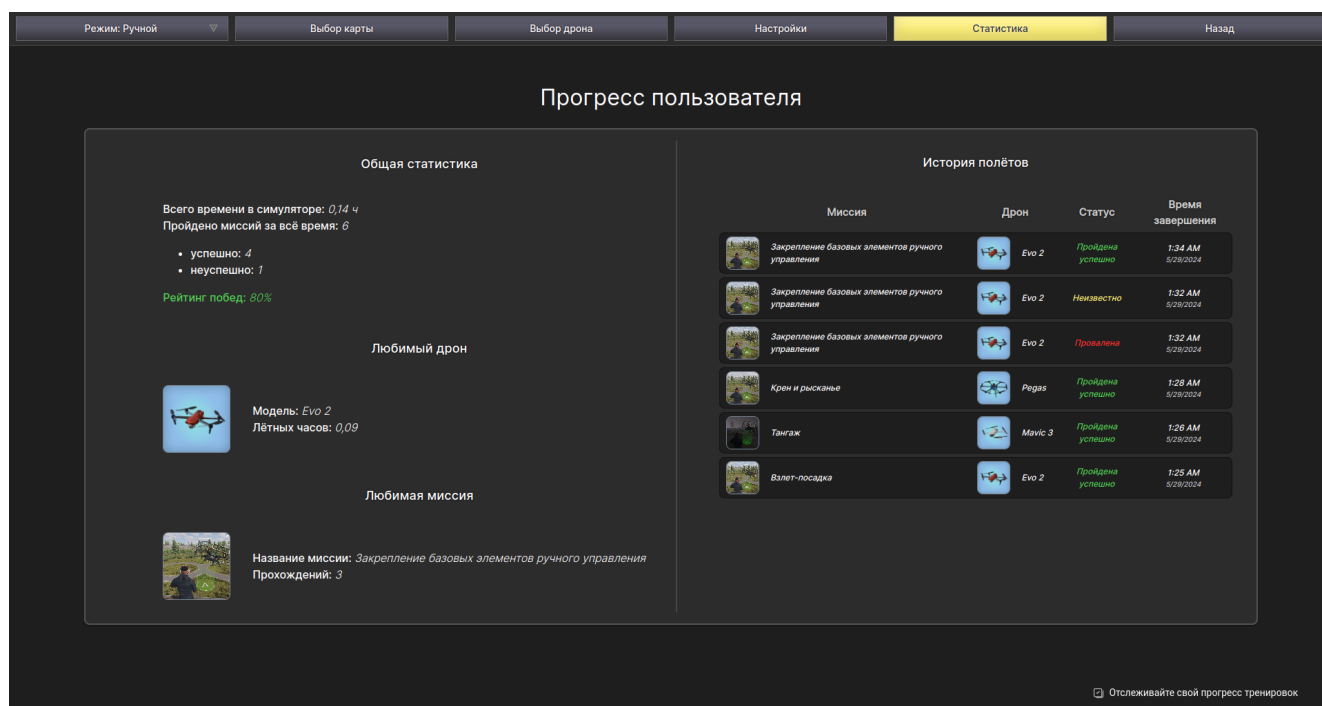 Режим: Ручной
Выбор карты
Выбор дрона
Настройки
Статистика
Назад
Прогресс пользователя
Общая статистика
Всего времени в симуляторе: 0,14 ч
Пройдено миссий за всё время: 6
• успешно: 4
• неуспешно: 1
Рейтинг побед: 80%
Любимый дрон
Модель: Evo 2
Лётных часов: 0,09
Любимая миссия
Название миссии: Закрепление базовых элементов ручного управления
Прохождений: 3
История полётов
Миссия
Дрон
Статус
Время
завершения
Закрепление базовых элементов ручного
управления
Evo 2
Пройдена
успешно
1:34 AM
5/29/2024
Закрепление базовых элементов ручного
управления
Evo 2
Неизвестно
1:32 AM
5/29/2024
Закрепление базовых элементов ручного
управления
Evo 2
Провалена
1:32 AM
5/29/2024
Крен и рысканье
Pegas
Пройдена
успешно
1:28 AM
5/29/2024
Тангаж
Mavic 3
Пройдена
успешно
1:26 AM
5/29/2024
Взлет-посадка
Evo 2
Пройдена
успешно
1:25 AM
5/29/2024
Отслеживайте свой прогресс тренировок